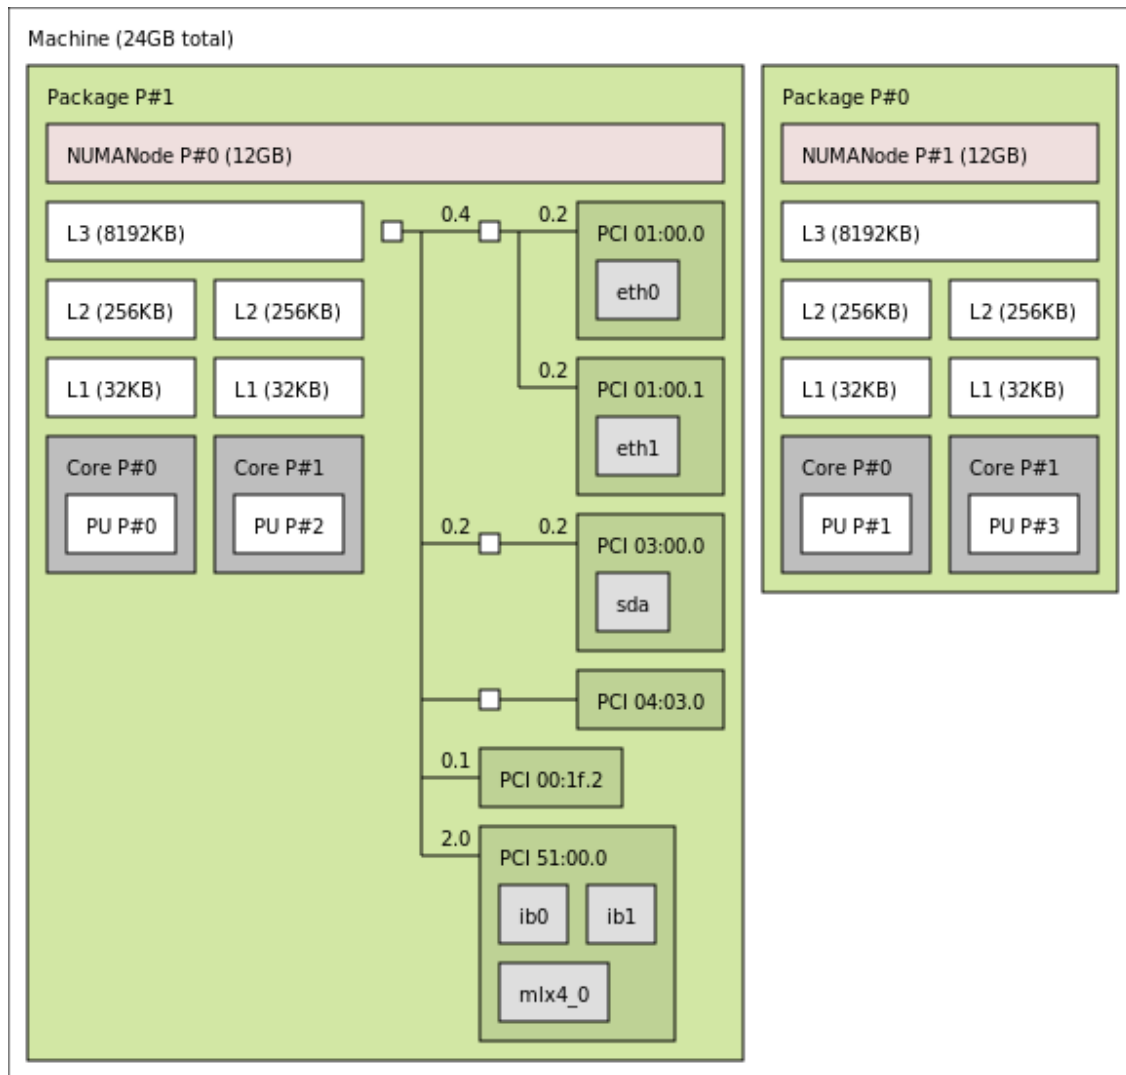 Machine (24GB total)
Package P#1
NUMANode P#0 (12GB)
L3 (8192KB)
L2 (256KB) L2 (256KB)
L1 (32KB) L1 (32KB)
Core P#0 Core P#1
PU P#0 PU P#2
0.4 0.2 PCI 01:00.0
eth0
0.2 PCI 01:00.1
eth1
0.2 0.2 PCI 03:00.0
sda
PCI 04:03.0
0.1 PCI 00:1f.2
2.0 PCI 51:00.0
ib0 ib1
mlx4_0
Package P#0
NUMANode P#1 (12GB)
L3 (8192KB)
L2 (256KB) L2 (256KB)
L1 (32KB) L1 (32KB)
Core P#0 Core P#1
PU P#1 PU P#3